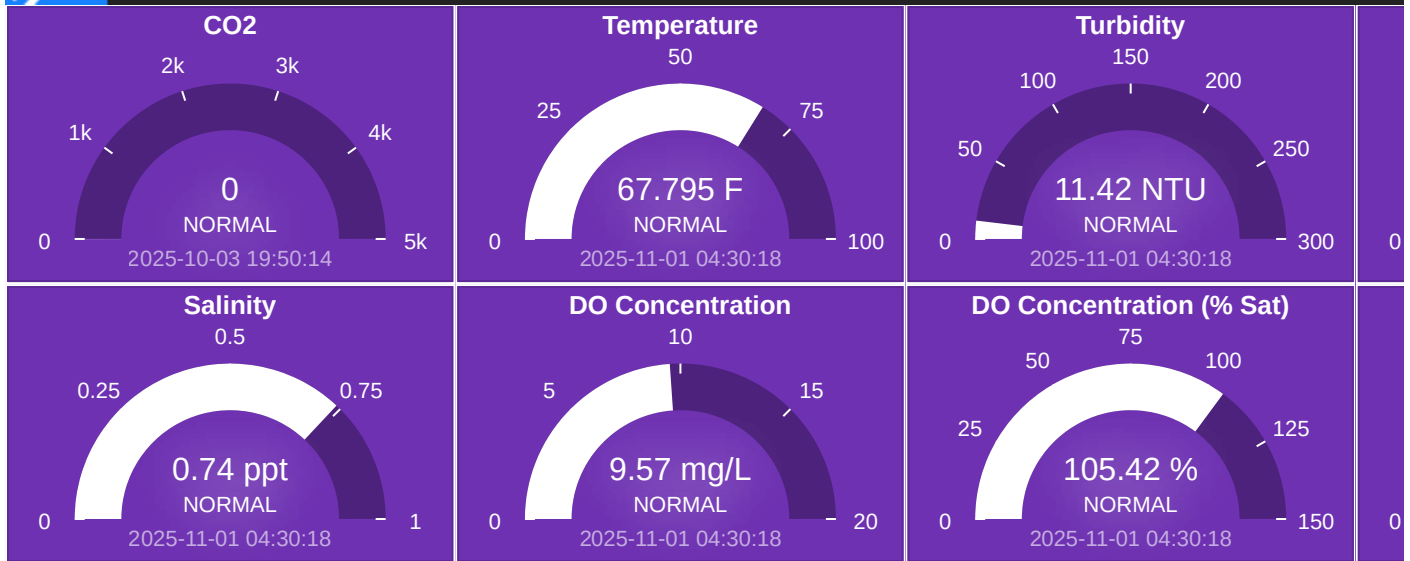 CO2
2k
3k
1k
4k
0
NORMAL
0
5k
2025-10-03 19:50:14
Temperature
50
25
75
67.795 F
NORMAL
0
100
2025-11-01 04:30:18
Turbidity
150
100
200
50
250
11.42 NTU
NORMAL
0
300
2025-11-01 04:30:18
0
Salinity
0.5
0.25
0.75
0.74 ppt
NORMAL
0
1
2025-11-01 04:30:18
DO Concentration
10
5
15
9.57 mg/L
NORMAL
0
20
2025-11-01 04:30:18
DO Concentration (% Sat)
75
50
100
25
125
105.42 %
NORMAL
0
150
2025-11-01 04:30:18
0